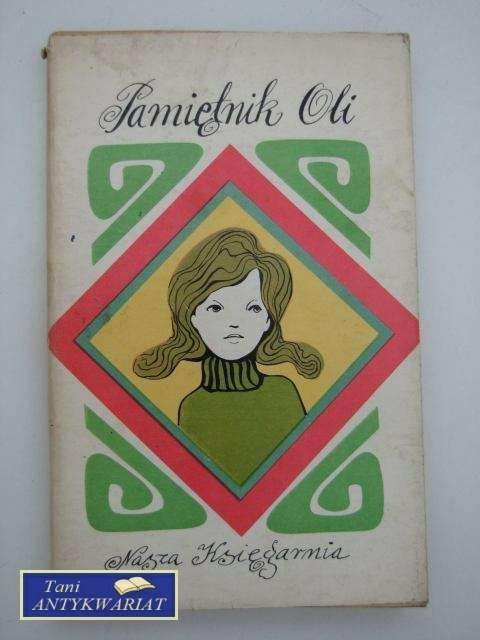 Pamiętnik Oli
Nasza Księgarnia
Tani
ANTYKWARIAT